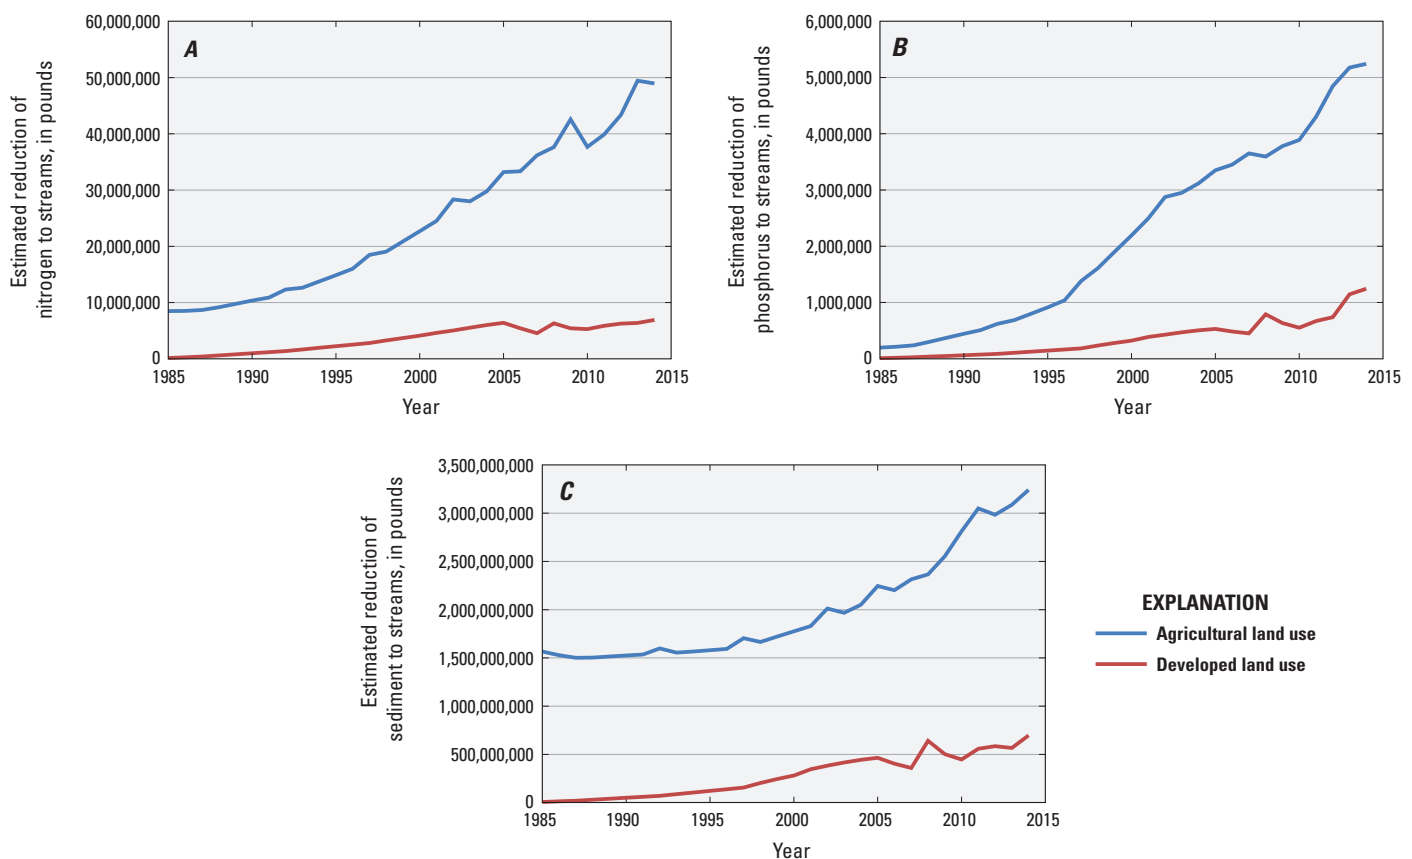 A
Estimated reduction of
nitrogen to streams, in pounds
60,000,000
50,000,000
40,000,000
30,000,000
20,000,000
10,000,000
0
1985 1990 1995 2000 2005 2010 2015
Year
B
Estimated reduction of
phosphorus to streams, in pounds
6,000,000
5,000,000
4,000,000
3,000,000
2,000,000
1,000,000
0
1985 1990 1995 2000 2005 2010 2015
Year
C
Estimated reduction of
sediment to streams, in pounds
3,500,000,000
3,000,000,000
2,500,000,000
2,000,000,000
1,500,000,000
1,000,000,000
500,000,000
0
1985 1990 1995 2000 2005 2010 2015
Year
EXPLANATION
Agricultural land use
Developed land use